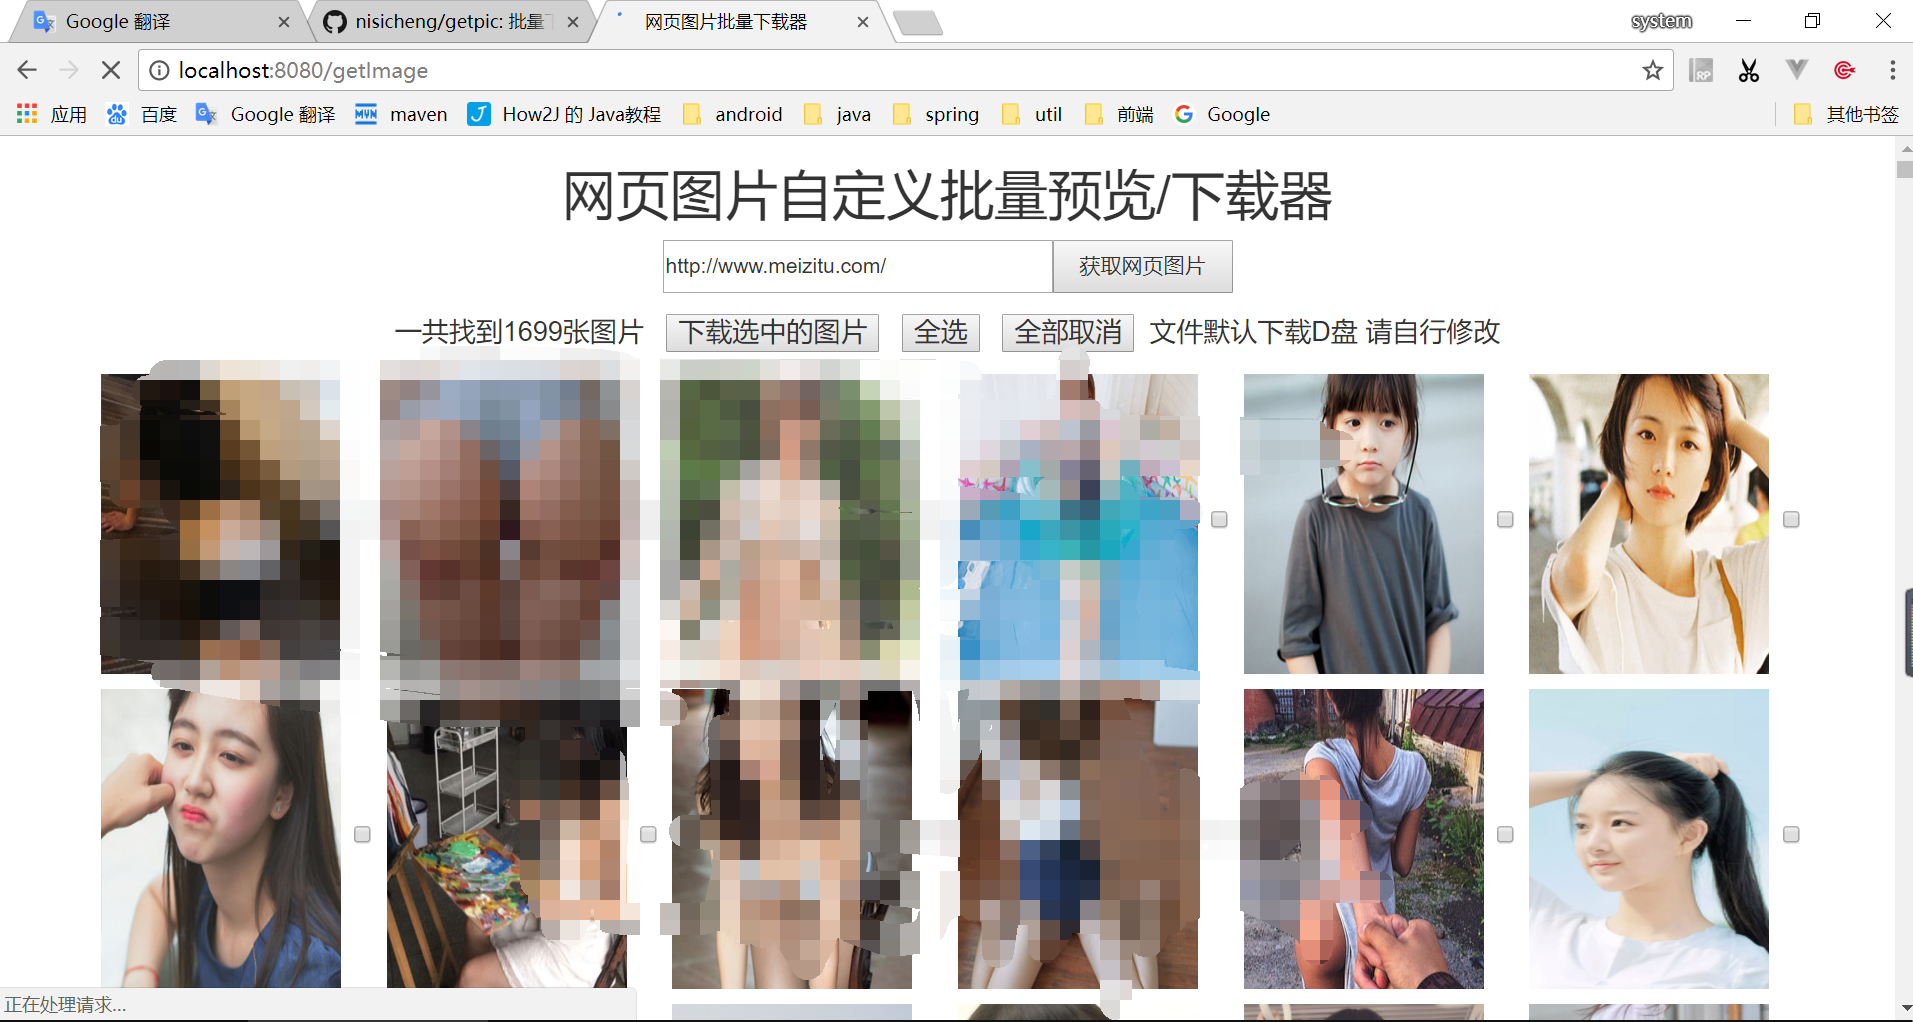 Google 翻译
nisicheng/getpic: 批量
网页图片批量下载器
system
localhost:8080/getImage
RP
应用
du
百度
Google 翻译
MVN
maven
J
How2J 的 Java教程
android
java
spring
util
前端
Google
其他书签
网页图片自定义批量预览/下载器
http://www.meizitu.com/
获取网页图片
一共找到1699张图片
下载选中的图片
全选
全部取消
文件默认下载D盘 请自行修改
正在处理请求...